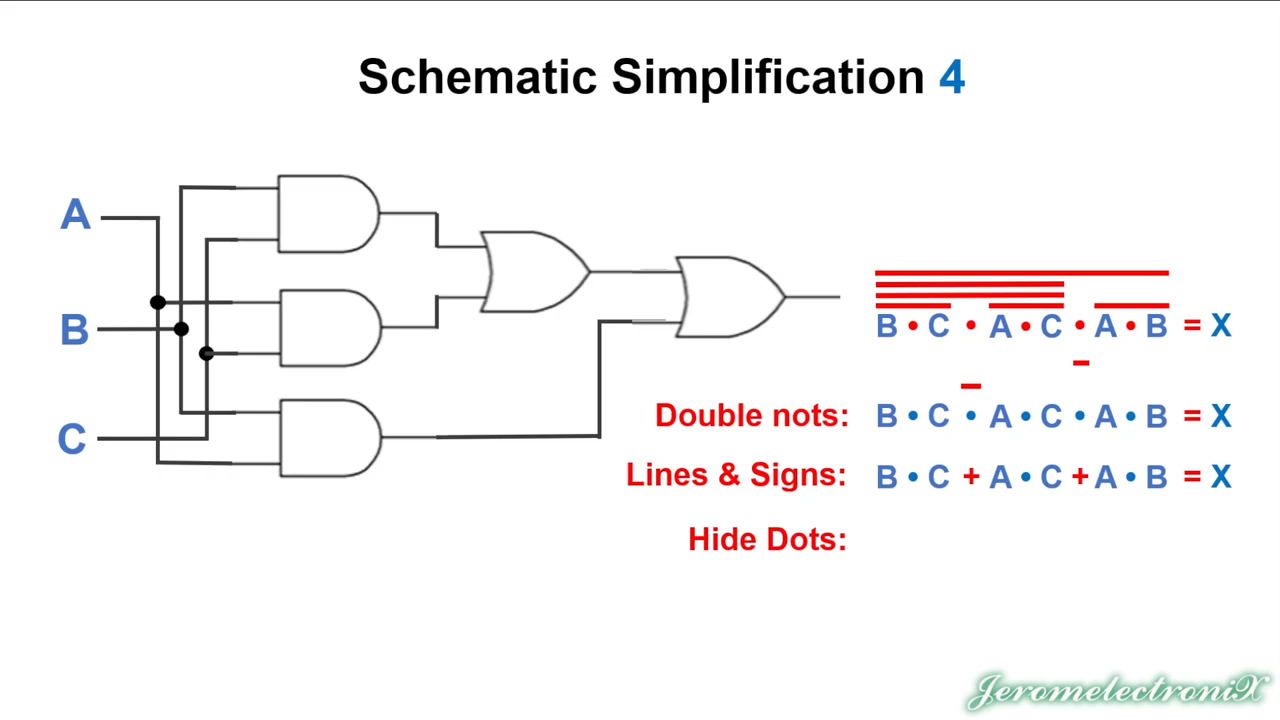 Schematic Simplification 4
A
B
C
B • C • A • C • A • B = X
Double nots: B • C • A • C • A • B = X
Lines & Signs: B • C + A • C + A • B = X
Hide Dots:
JeromelectroniX